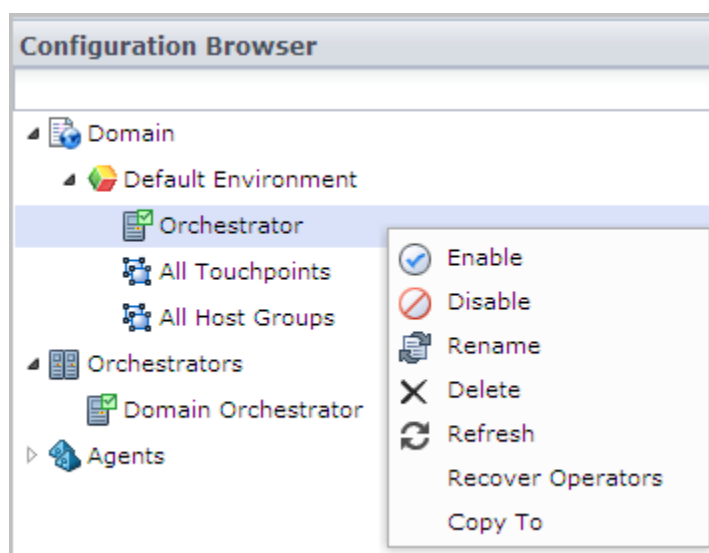 Configuration Browser
Domain
Default Environment
Orchestrator
All Touchpoints
All Host Groups
Orchestrators
Domain Orchestrator
Agents
Enable
Disable
Rename
Delete
Refresh
Recover Operators
Copy To